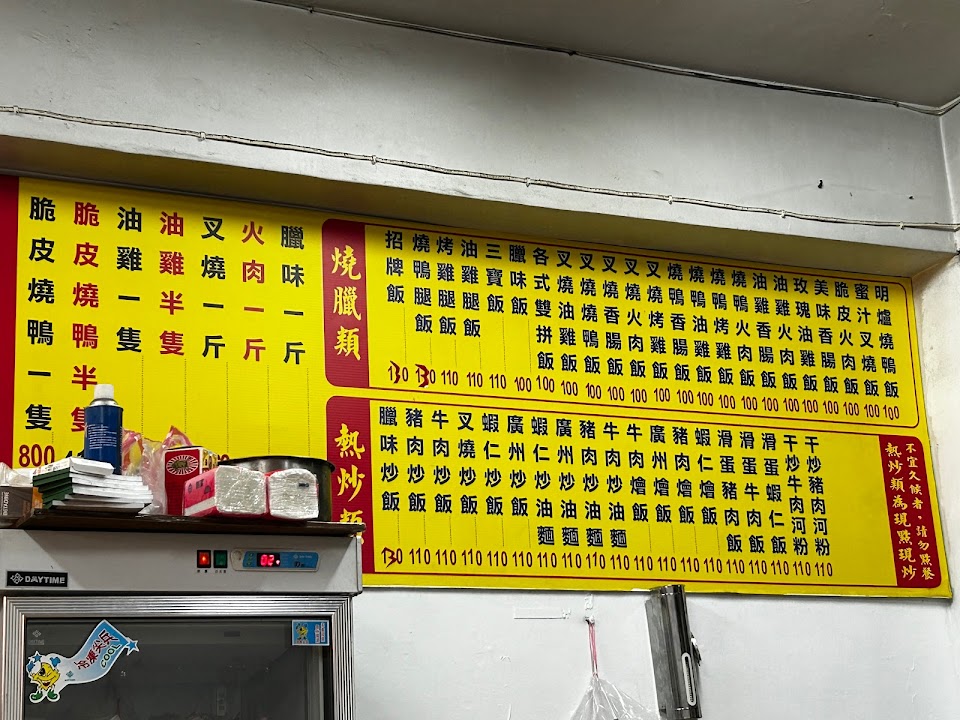 脆皮燒鴨一隻 800
脆皮燒鴨半隻
油雞一隻
油雞半隻
叉燒一斤
火肉一斤
臘味一斤
燒臘類
招牌飯 130
燒鴨腿飯 130
烤雞腿飯 110
油雞腿飯 110
三寶飯 110
臘味飯 100
各式雙拼飯 100
叉燒油雞飯 100
叉燒燒鴨飯 100
叉燒香腸飯 100
叉燒火肉飯 100
叉燒烤雞飯 100
燒鴨香腸飯 100
燒鴨油雞飯 100
燒鴨烤雞飯 100
燒鴨火肉飯 100
油雞香腸飯 100
油雞火肉飯 100
玫瑰油雞飯 100
美味香腸飯 100
脆皮火肉飯 100
蜜汁叉燒飯 100
明爐燒鴨飯 100
熱炒類
臘味炒飯 130
豬肉炒飯 110
牛肉炒飯 110
叉燒炒飯 110
蝦仁炒飯 110
廣州炒飯 110
蝦仁炒油麵 110
廣州炒油麵 110
豬肉炒油麵 110
牛肉炒油麵 110
牛肉燴飯 110
廣州燴飯 110
豬肉燴飯 110
蝦仁燴飯 110
滑蛋豬肉飯 110
滑蛋牛肉飯 110
滑蛋蝦仁飯 110
干炒牛肉河粉 110
干炒豬肉河粉 110
不宜久候者，請勿點餐
熱炒類為現點現炒
DAYTIME
COOL